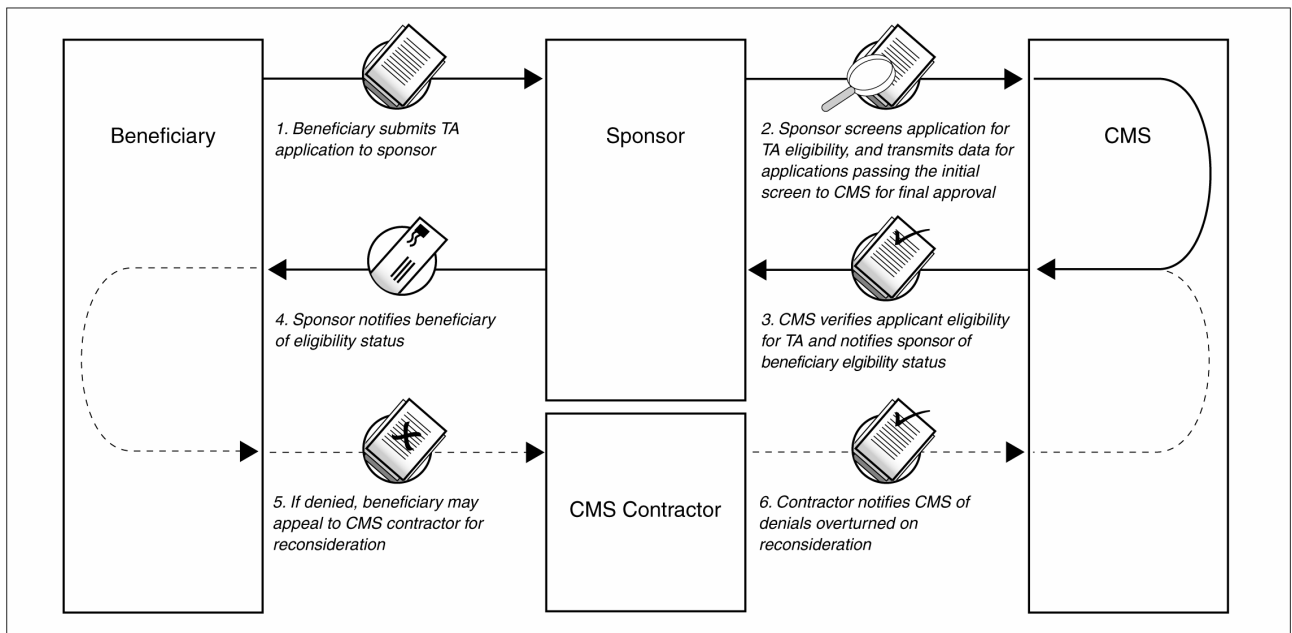 Beneficiary
Sponsor
CMS
1. Beneficiary submits TA
application to sponsor
2. Sponsor screens application for
TA eligibility, and transmits data for
applications passing the initial
screen to CMS for final approval
4. Sponsor notifies beneficiary
of eligibility status
3. CMS verifies applicant eligibility
for TA and notifies sponsor of
beneficiary elgibility status
CMS Contractor
5. If denied, beneficiary may
appeal to CMS contractor for
reconsideration
6. Contractor notifies CMS of
denials overturned on
reconsideration